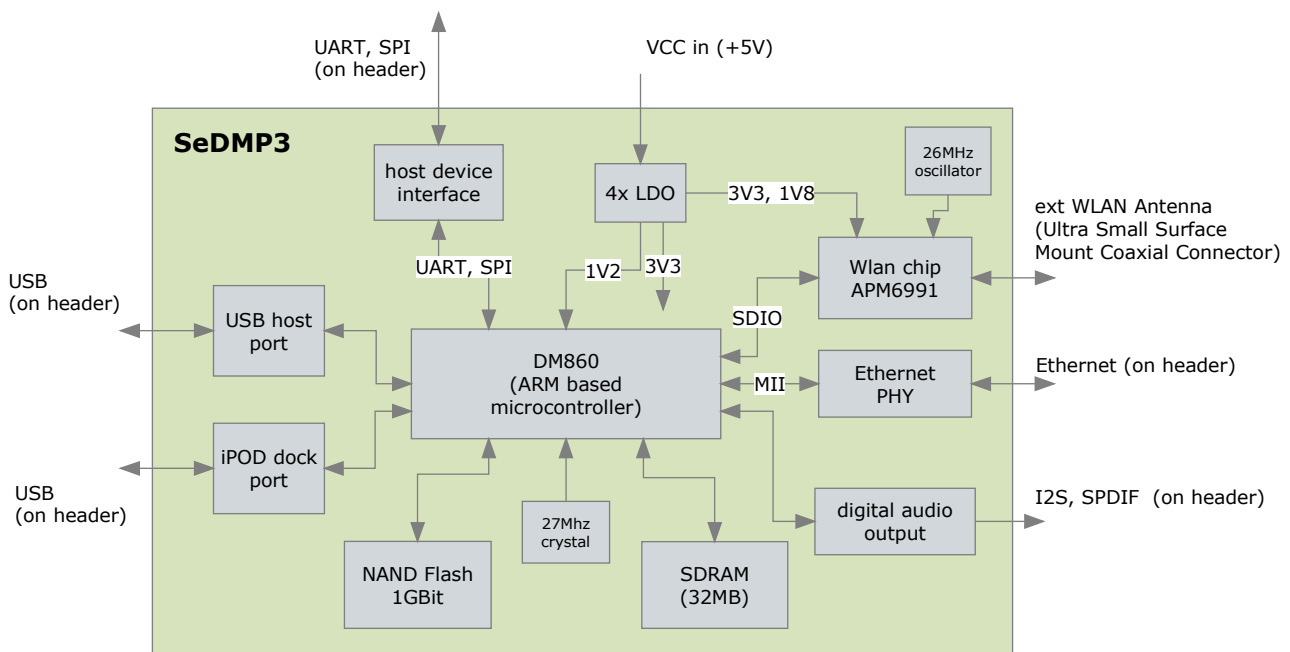 UART, SPI
(on header)
VCC in (+5V)
SeDMP3
host device
interface
4x LDO
3V3, 1V8
26MHz
oscillator
ext WLAN Antenna
(Ultra Small Surface
Mount Coaxial Connector)
UART, SPI
1V2
3V3
Wlan chip
APM6991
USB
(on header)
USB host
port
SDIO
DM860
(ARM based
microcontroller)
MII
Ethernet
PHY
Ethernet (on header)
iPOD dock
port
USB
(on header)
27Mhz
crystal
digital audio
output
I2S, SPDIF (on header)
NAND Flash
1GBit
SDRAM
(32MB)